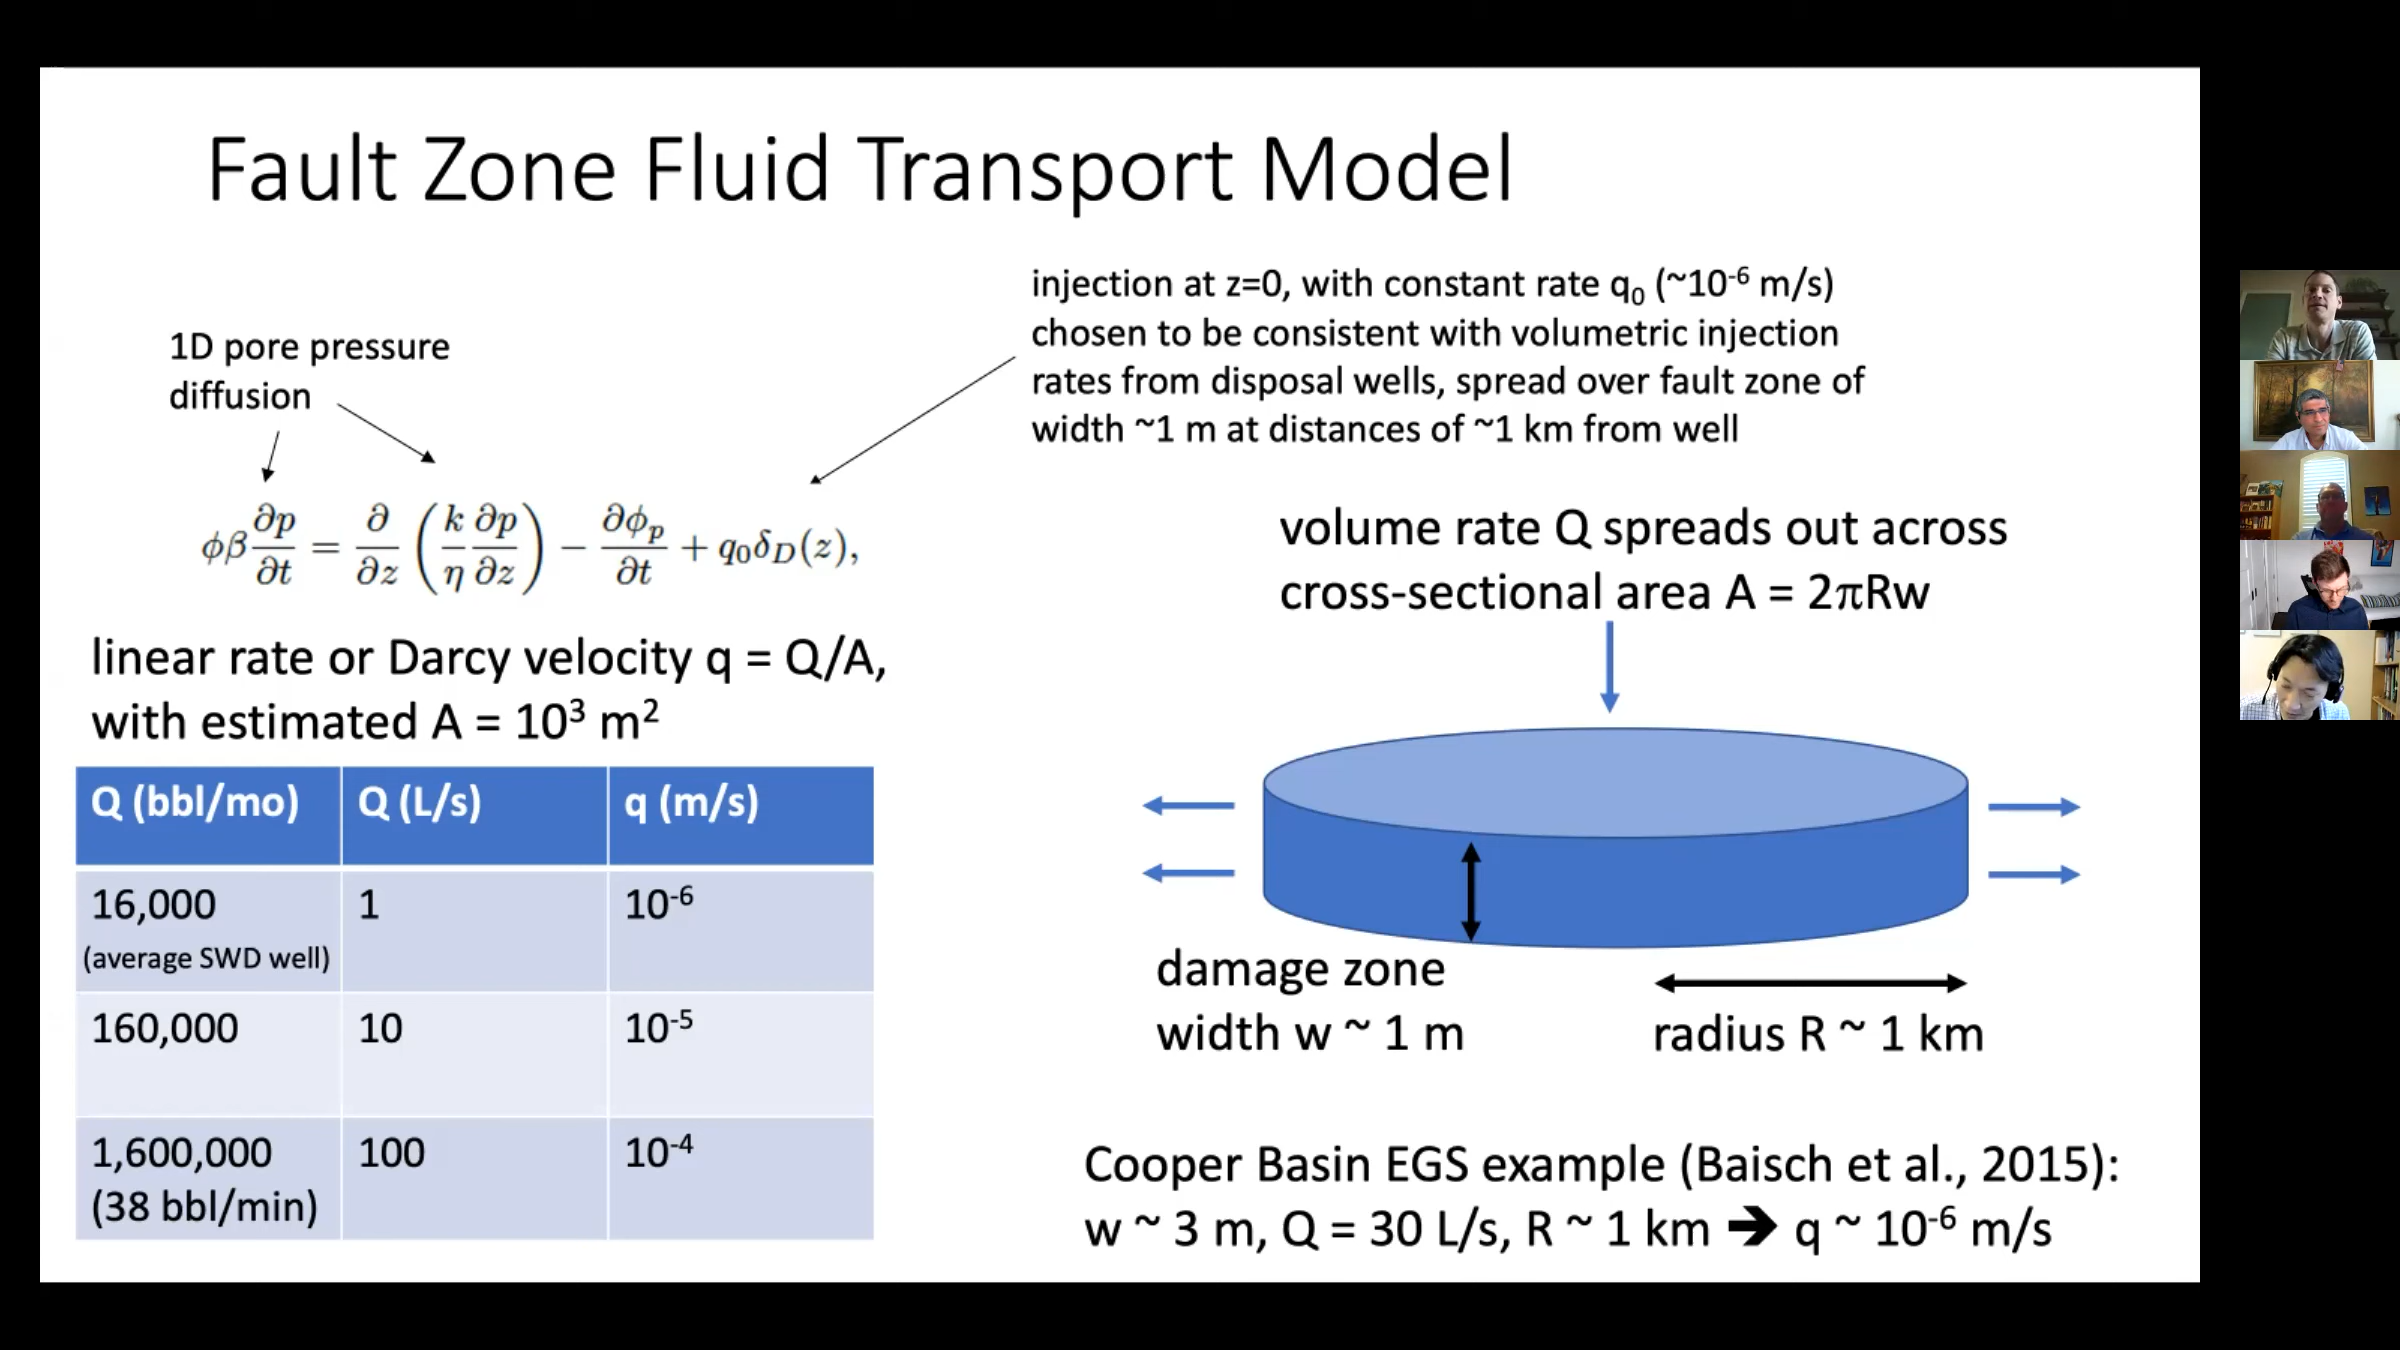 Fault Zone Fluid Transport Model
1D pore pressure
diffusion
injection at z=0, with constant rate q₀ (~10⁻⁶ m/s)
chosen to be consistent with volumetric injection
rates from disposal wells, spread over fault zone of
width ~1 m at distances of ~1 km from well
ϕβ ∂p/∂t = ∂/∂z (k/η ∂p/∂z) − ∂ϕₚ/∂t + q₀δ_D(z),
linear rate or Darcy velocity q = Q/A,
with estimated A = 10³ m²
Q (bbl/mo) Q (L/s) q (m/s)
16,000 1 10⁻⁶
(average SWD well)
160,000 10 10⁻⁵
1,600,000 100 10⁻⁴
(38 bbl/min)
volume rate Q spreads out across
cross-sectional area A = 2πRw
damage zone
width w ~ 1 m
radius R ~ 1 km
Cooper Basin EGS example (Baisch et al., 2015):
w ~ 3 m, Q = 30 L/s, R ~ 1 km ➔ q ~ 10⁻⁶ m/s